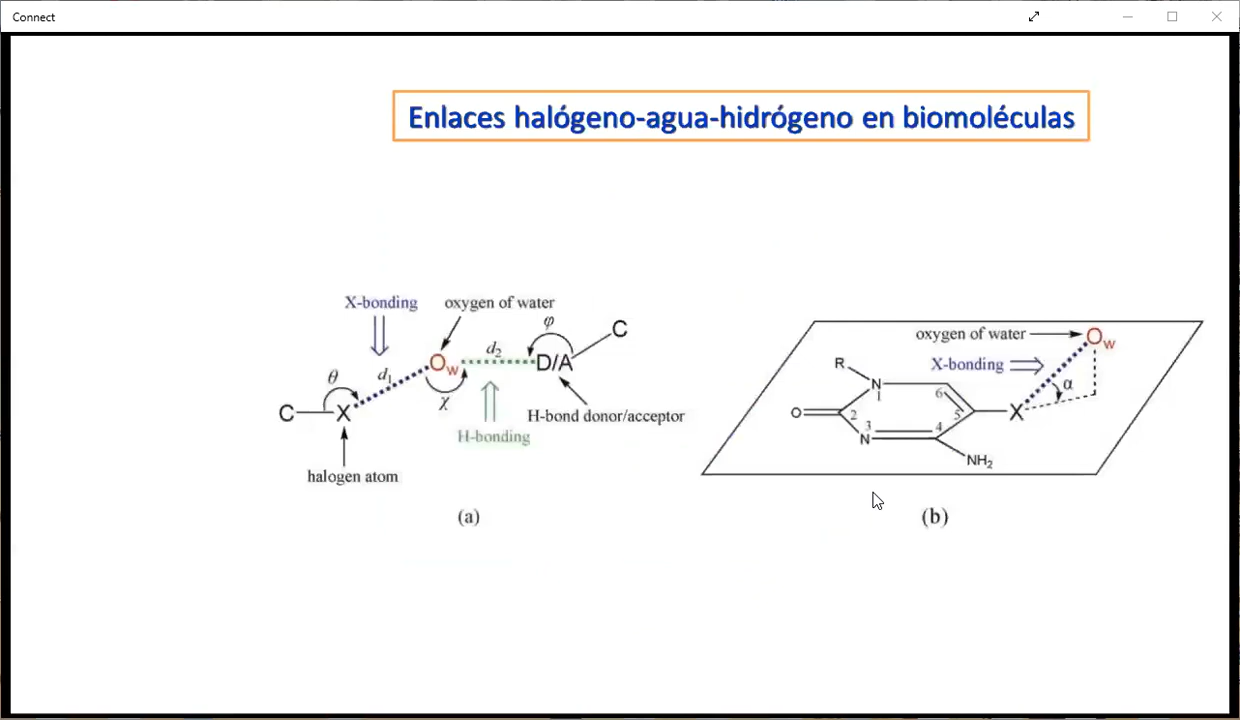 Connect
Enlaces halógeno-agua-hidrógeno en biomoléculas
X-bonding
oxygen of water
φ
C
θ
d1
Ow
d2
D/A
χ
C
X
H-bonding
H-bond donor/acceptor
halogen atom
(a)
oxygen of water
Ow
X-bonding
α
R
N
1
6
O
2
3
5
4
X
N
NH2
(b)